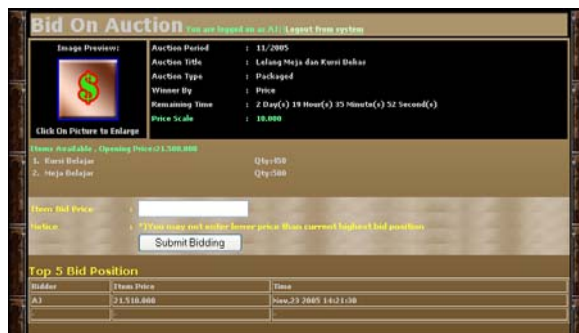 Bid On Auction You are logged on as AJ| Logout from system
Image Preview:
Click On Picture to Enlarge
Auction Period : 11/2005
Auction Title : Lelang Meja dan Kursi Bekas
Auction Type : Packaged
Winner By : Price
Remaining Time : 2 Day(s) 19 Hour(s) 35 Minute(s) 52 Second(s)
Price Scale : 10.000
Items Available , Opening Price:21.500.000
1. Kursi Belajar Qty:450
2. Meja Belajar Qty:500
Item Bid Price :
Notice : *)You may not enter lower price than current highest bid position
Submit Bidding
Top 5 Bid Position
Bidder Item Price Time
AJ 21.510.000 Nov,23 2005 14:21:30
- - -